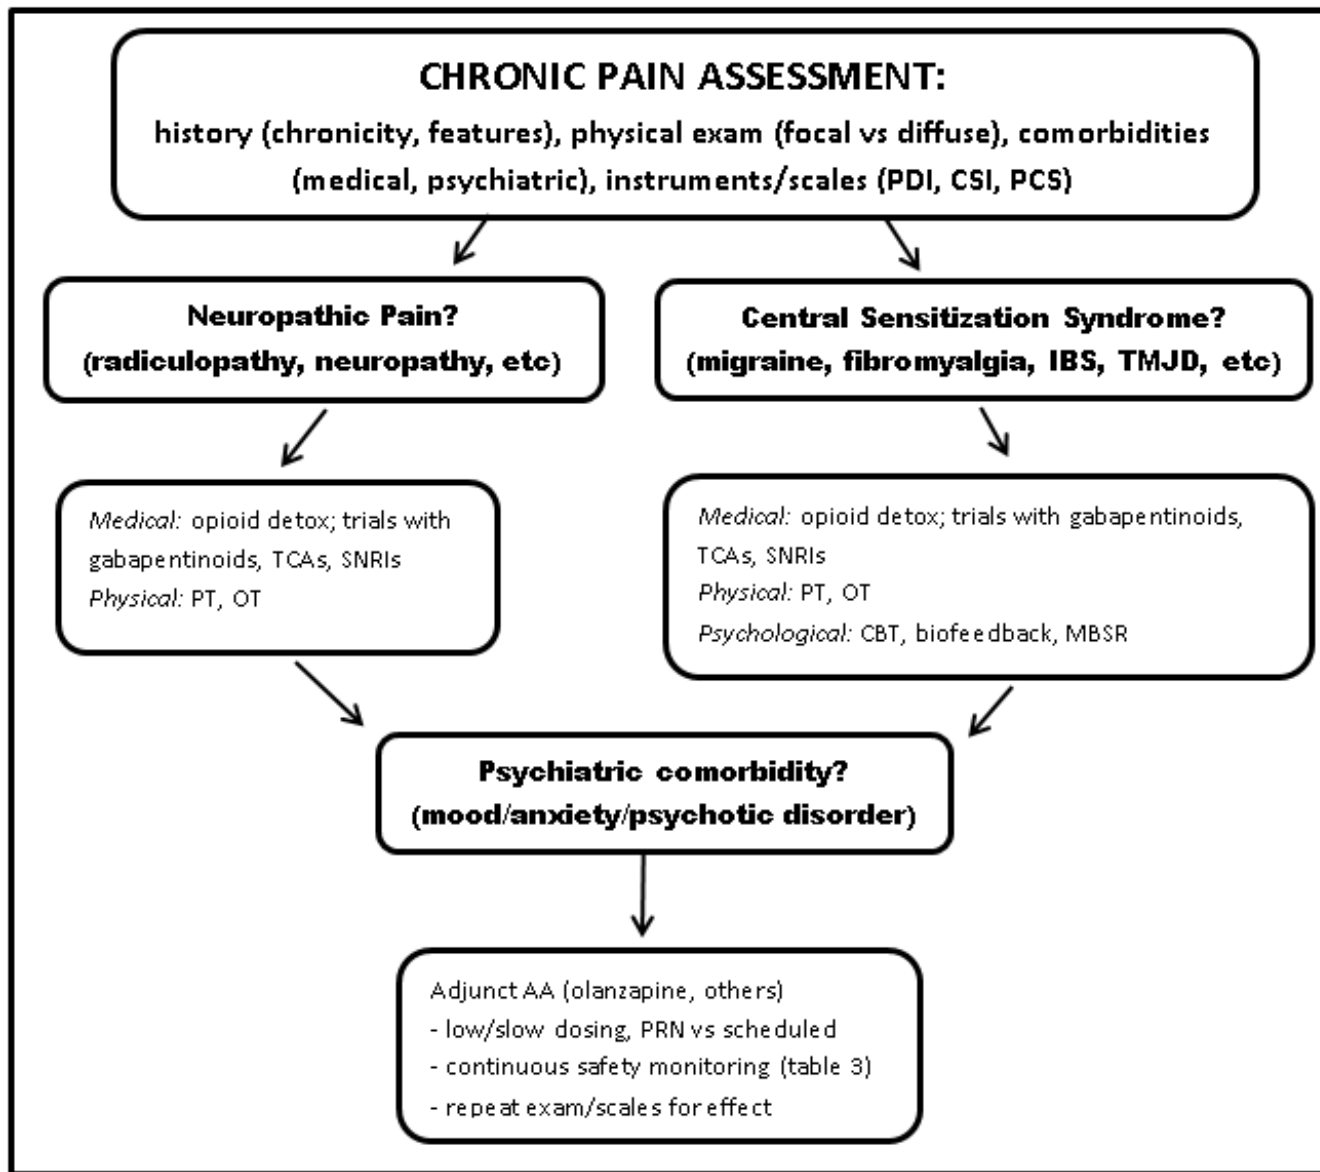 CHRONIC PAIN ASSESSMENT:
history (chronicity, features), physical exam (focal vs diffuse), comorbidities
(medical, psychiatric), instruments/scales (PDI, CSI, PCS)
Neuropathic Pain?
(radiculopathy, neuropathy, etc)
Central Sensitization Syndrome?
(migraine, fibromyalgia, IBS, TMJD, etc)
Medical: opioid detox; trials with
gabapentinoids, TCAs, SNRIs
Physical: PT, OT
Medical: opioid detox; trials with gabapentinoids,
TCAs, SNRIs
Physical: PT, OT
Psychological: CBT, biofeedback, MBSR
Psychiatric comorbidity?
(mood/anxiety/psychotic disorder)
Adjunct AA (olanzapine, others)
- low/slow dosing, PRN vs scheduled
- continuous safety monitoring (table 3)
- repeat exam/scales for effect